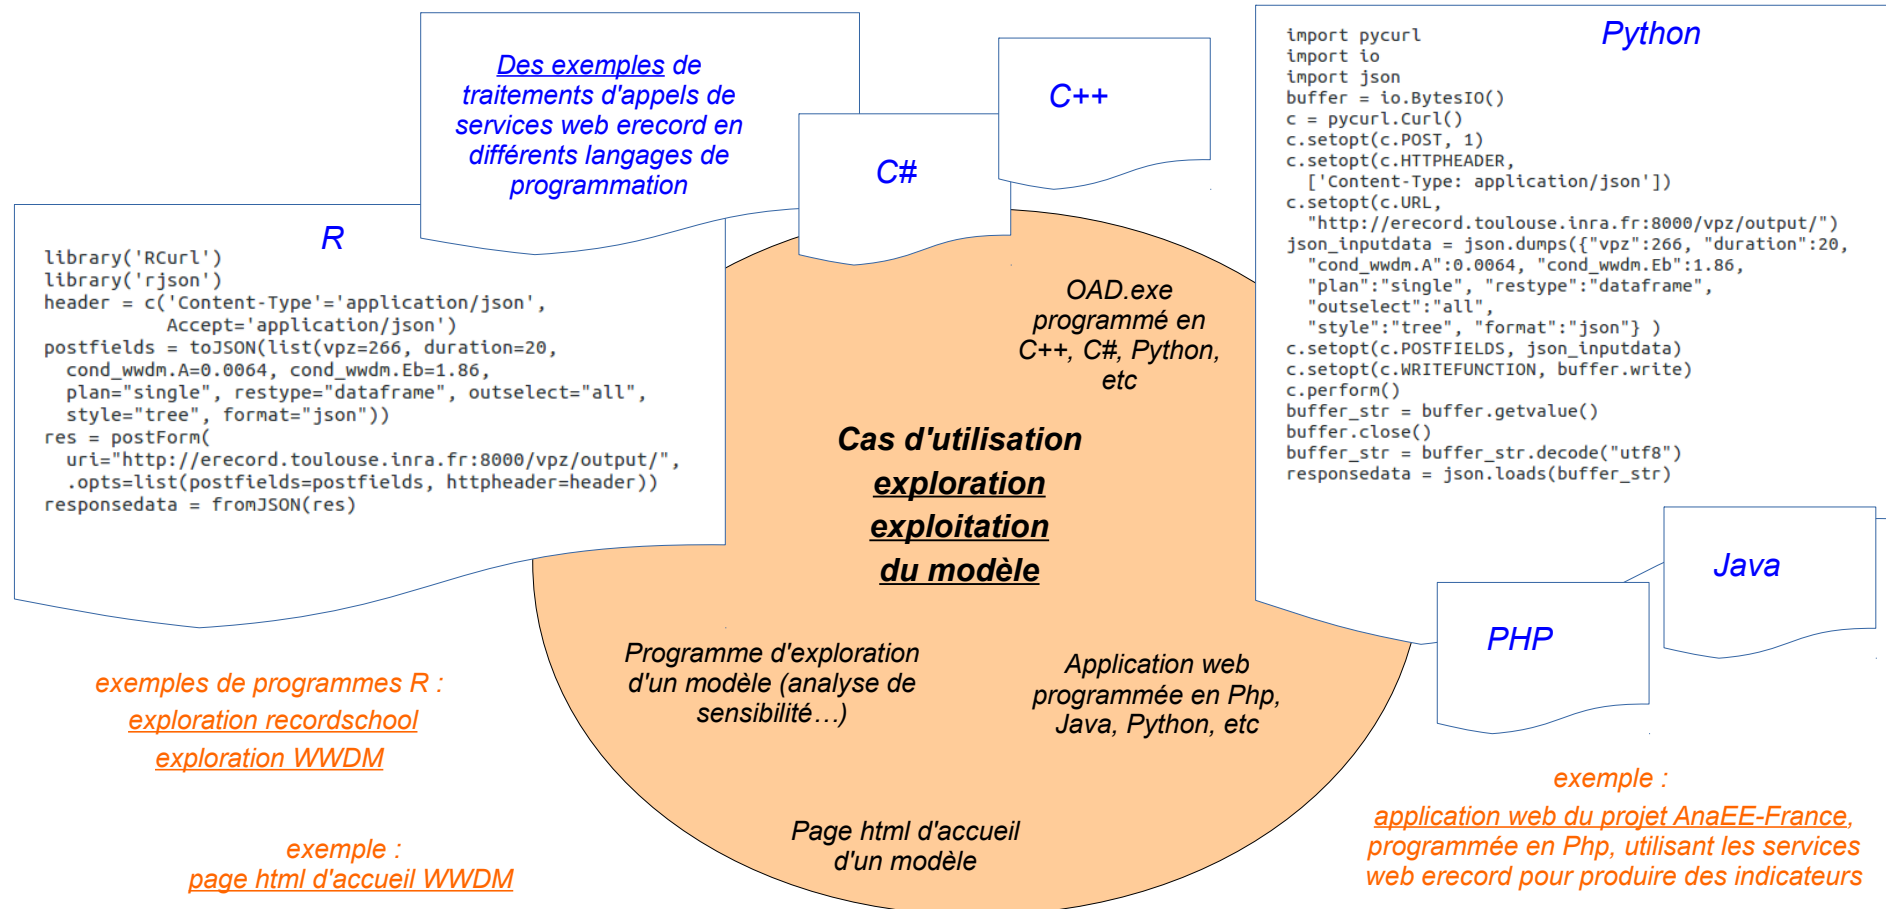 Des exemples de
traitements d'appels de
services web erecord en
différents langages de
programmation
C++
C#
R
library('RCurl')
library('rjson')
header = c('Content-Type'='application/json',
           Accept='application/json')
postfields = toJSON(list(vpz=266, duration=20,
  cond_wwdm.A=0.0064, cond_wwdm.Eb=1.86,
  plan="single", restype="dataframe", outselect="all",
  style="tree", format="json"))
res = postForm(
  uri="http://erecord.toulouse.inra.fr:8000/vpz/output/",
  .opts=list(postfields=postfields, httpheader=header))
responsedata = fromJSON(res)
Python
import pycurl
import io
import json
buffer = io.BytesIO()
c = pycurl.Curl()
c.setopt(c.POST, 1)
c.setopt(c.HTTPHEADER,
  ['Content-Type: application/json'])
c.setopt(c.URL,
  "http://erecord.toulouse.inra.fr:8000/vpz/output/")
json_inputdata = json.dumps({"vpz":266, "duration":20,
  "cond_wwdm.A":0.0064, "cond_wwdm.Eb":1.86,
  "plan":"single", "restype":"dataframe",
  "outselect":"all",
  "style":"tree", "format":"json"} )
c.setopt(c.POSTFIELDS, json_inputdata)
c.setopt(c.WRITEFUNCTION, buffer.write)
c.perform()
buffer_str = buffer.getvalue()
buffer.close()
buffer_str = buffer_str.decode("utf8")
responsedata = json.loads(buffer_str)
Java
PHP
OAD.exe
programmé en
C++, C#, Python,
etc
Cas d'utilisation
exploration
exploitation
du modèle
Programme d'exploration
d'un modèle (analyse de
sensibilité…)
Application web
programmée en Php,
Java, Python, etc
Page html d'accueil
d'un modèle
exemples de programmes R :
exploration recordschool
exploration WWDM
exemple :
page html d'accueil WWDM
exemple :
application web du projet AnaEE-France,
programmée en Php, utilisant les services
web erecord pour produire des indicateurs